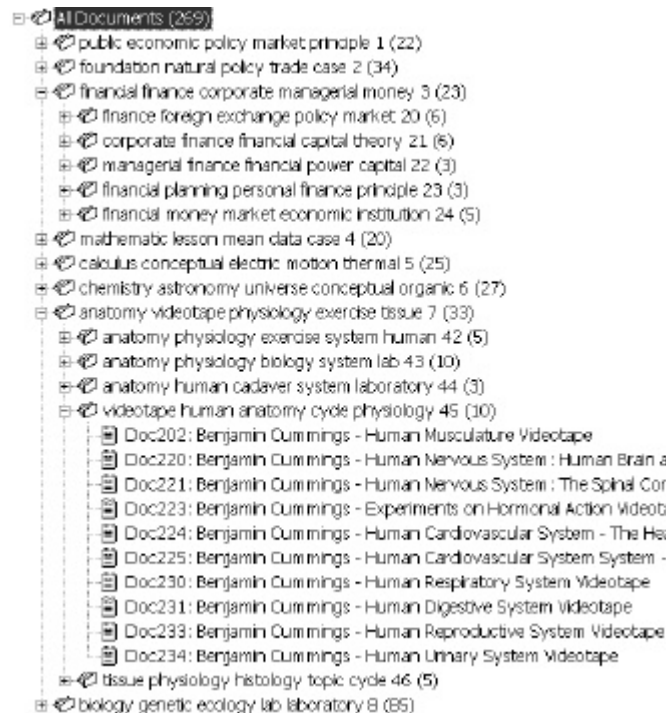 All Documents (269)
public economic policy market principle 1 (22)
foundation natural policy trade case 2 (34)
financial finance corporate managerial money 3 (23)
finance foreign exchange policy market 20 (6)
corporate finance financial capital theory 21 (6)
managerial finance financial power capital 22 (3)
financial planning personal finance principle 23 (3)
financial money market economic institution 24 (5)
mathematic lesson mean data case 4 (20)
calculus conceptual electric motion thermal 5 (25)
chemistry astronomy universe conceptual organic 6 (27)
anatomy videotape physiology exercise tissue 7 (33)
anatomy physiology exercise system human 42 (5)
anatomy physiology biology system lab 43 (10)
anatomy human cadaver system laboratory 44 (3)
videotape human anatomy cycle physiology 45 (10)
Doc202: Benjamin Cummings - Human Musculature Videotape
Doc220: Benjamin Cummings - Human Nervous System : Human Brain a
Doc221: Benjamin Cummings - Human Nervous System : The Spinal Cor
Doc223: Benjamin Cummings - Experiments on Hormonal Action Videota
Doc224: Benjamin Cummings - Human Cardiovascular System - The Hea
Doc225: Benjamin Cummings - Human Cardiovascular System System -
Doc230: Benjamin Cummings - Human Respiratory System Videotape
Doc231: Benjamin Cummings - Human Digestive System Videotape
Doc233: Benjamin Cummings - Human Reproductive System Videotape
Doc234: Benjamin Cummings - Human Urinary System Videotape
tissue physiology histology topic cycle 46 (5)
biology genetic ecology lab laboratory 8 (85)